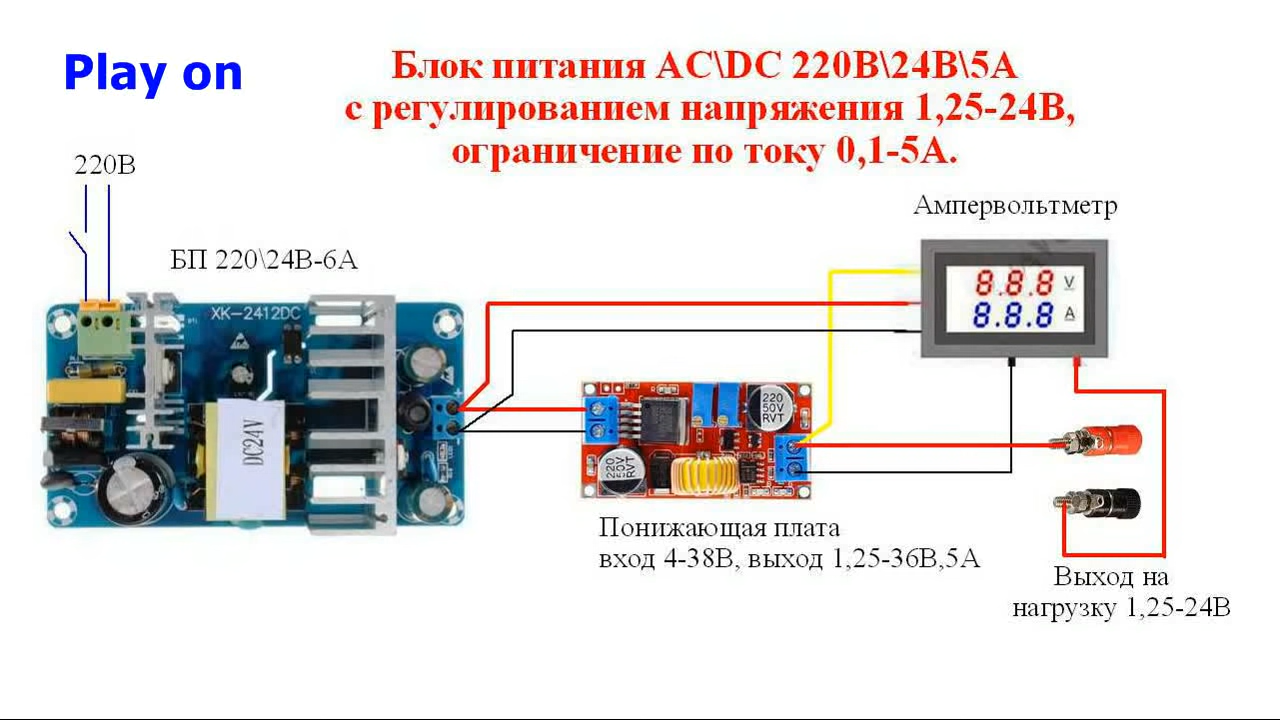 Play on
Блок питания AC\DC 220В\24В\5А
с регулированием напряжения 1,25-24В,
ограничение по току 0,1-5А.
220В
Ампервольтметр
БП 220\24В-6А
XK-2412DC
DC24V
8.8.8 V
8.8.8 A
220
50V
RVT
220
50V
RVT
Понижающая плата
вход 4-38В, выход 1,25-36В,5А
Выход на
нагрузку 1,25-24В